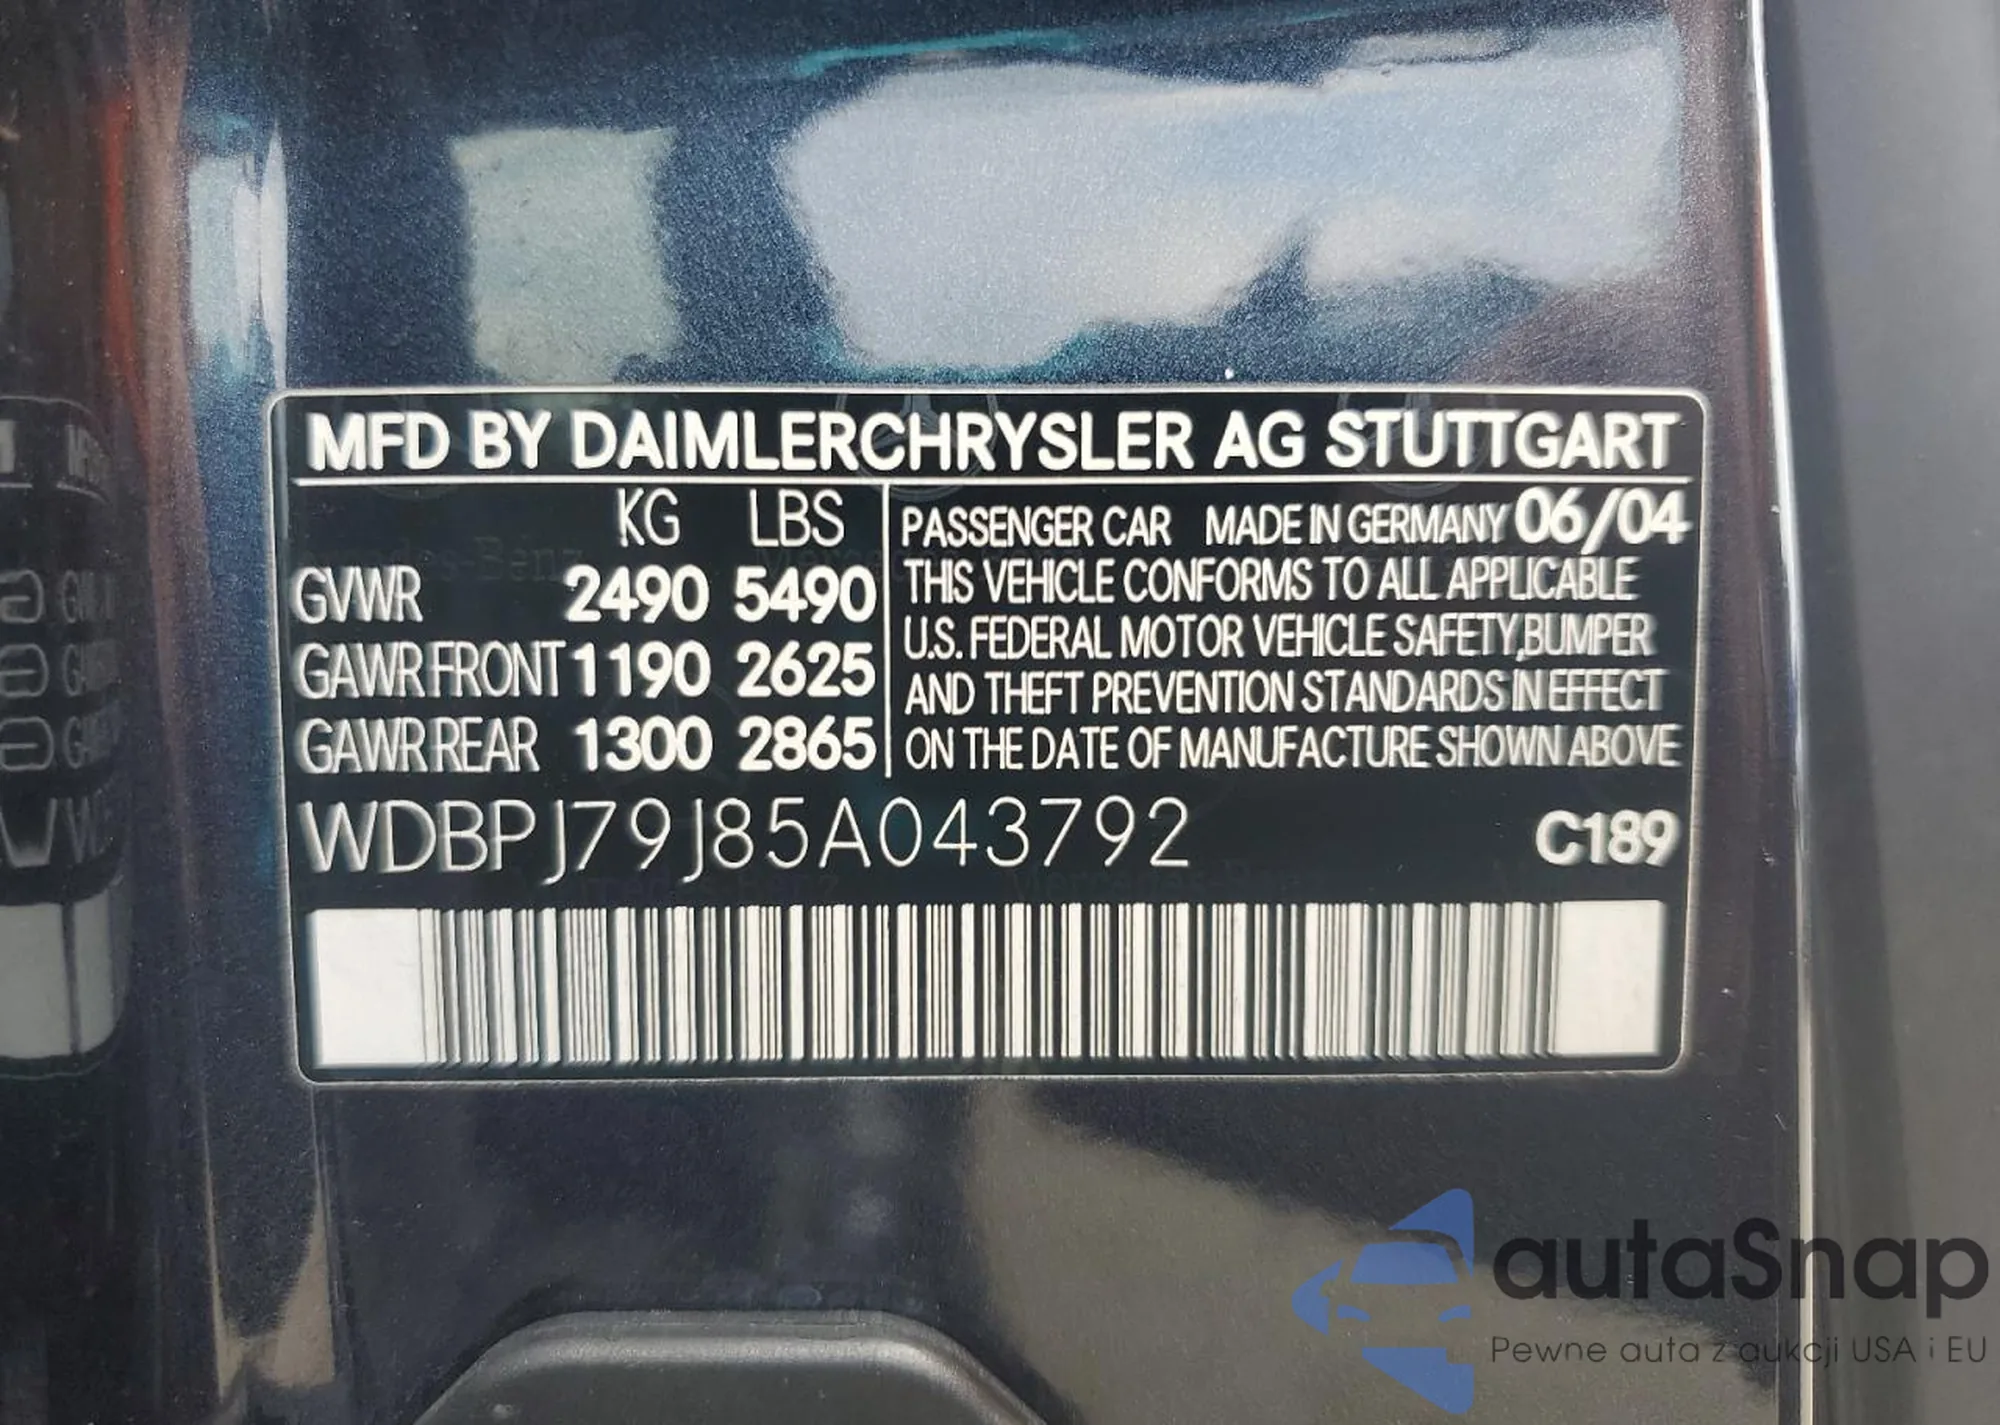 MFD BY DAIMLERCHRYSLER AG STUTTGART
KG LBS
GVWR 2490 5490
GAWR FRONT 1190 2625
GAWR REAR 1300 2865
PASSENGER CAR MADE IN GERMANY 06/04
THIS VEHICLE CONFORMS TO ALL APPLICABLE
U.S. FEDERAL MOTOR VEHICLE SAFETY, BUMPER
AND THEFT PREVENTION STANDARDS IN EFFECT
ON THE DATE OF MANUFACTURE SHOWN ABOVE
WDBPJ79J85A043792 C189
autaSnap
Pewne auta z aukcji USA i EU